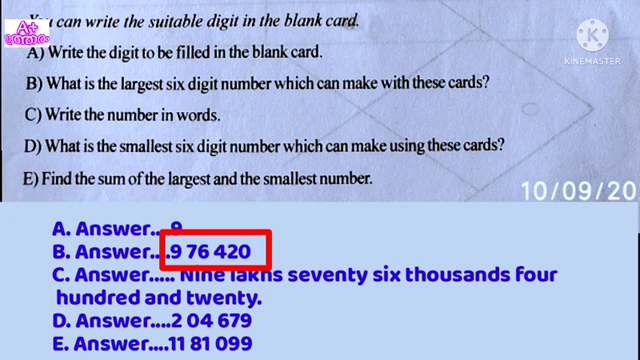 You can write the suitable digit in the blank card.
A+
KINEMASTER
A) Write the digit to be filled in the blank card.
B) What is the largest six digit number which can make with these cards?
C) Write the number in words.
D) What is the smallest six digit number which can make using these cards?
E) Find the sum of the largest and the smallest number.
10/09/20
A. Answer....9
B. Answer....9 76 420
C. Answer..... Nine lakhs seventy six thousands four
hundred and twenty.
D. Answer....2 04 679
E. Answer....11 81 099